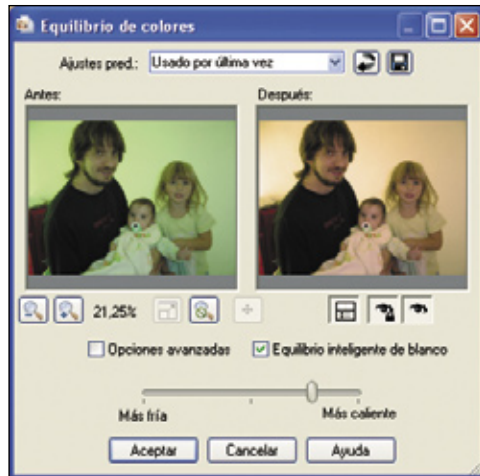 Equilibrio de colores
Ajustes pred.: Usado por última vez
Antes: Después:
21,25%
Opciones avanzadas Equilibrio inteligente de blanco
Más fría Más caliente
Aceptar Cancelar Ayuda